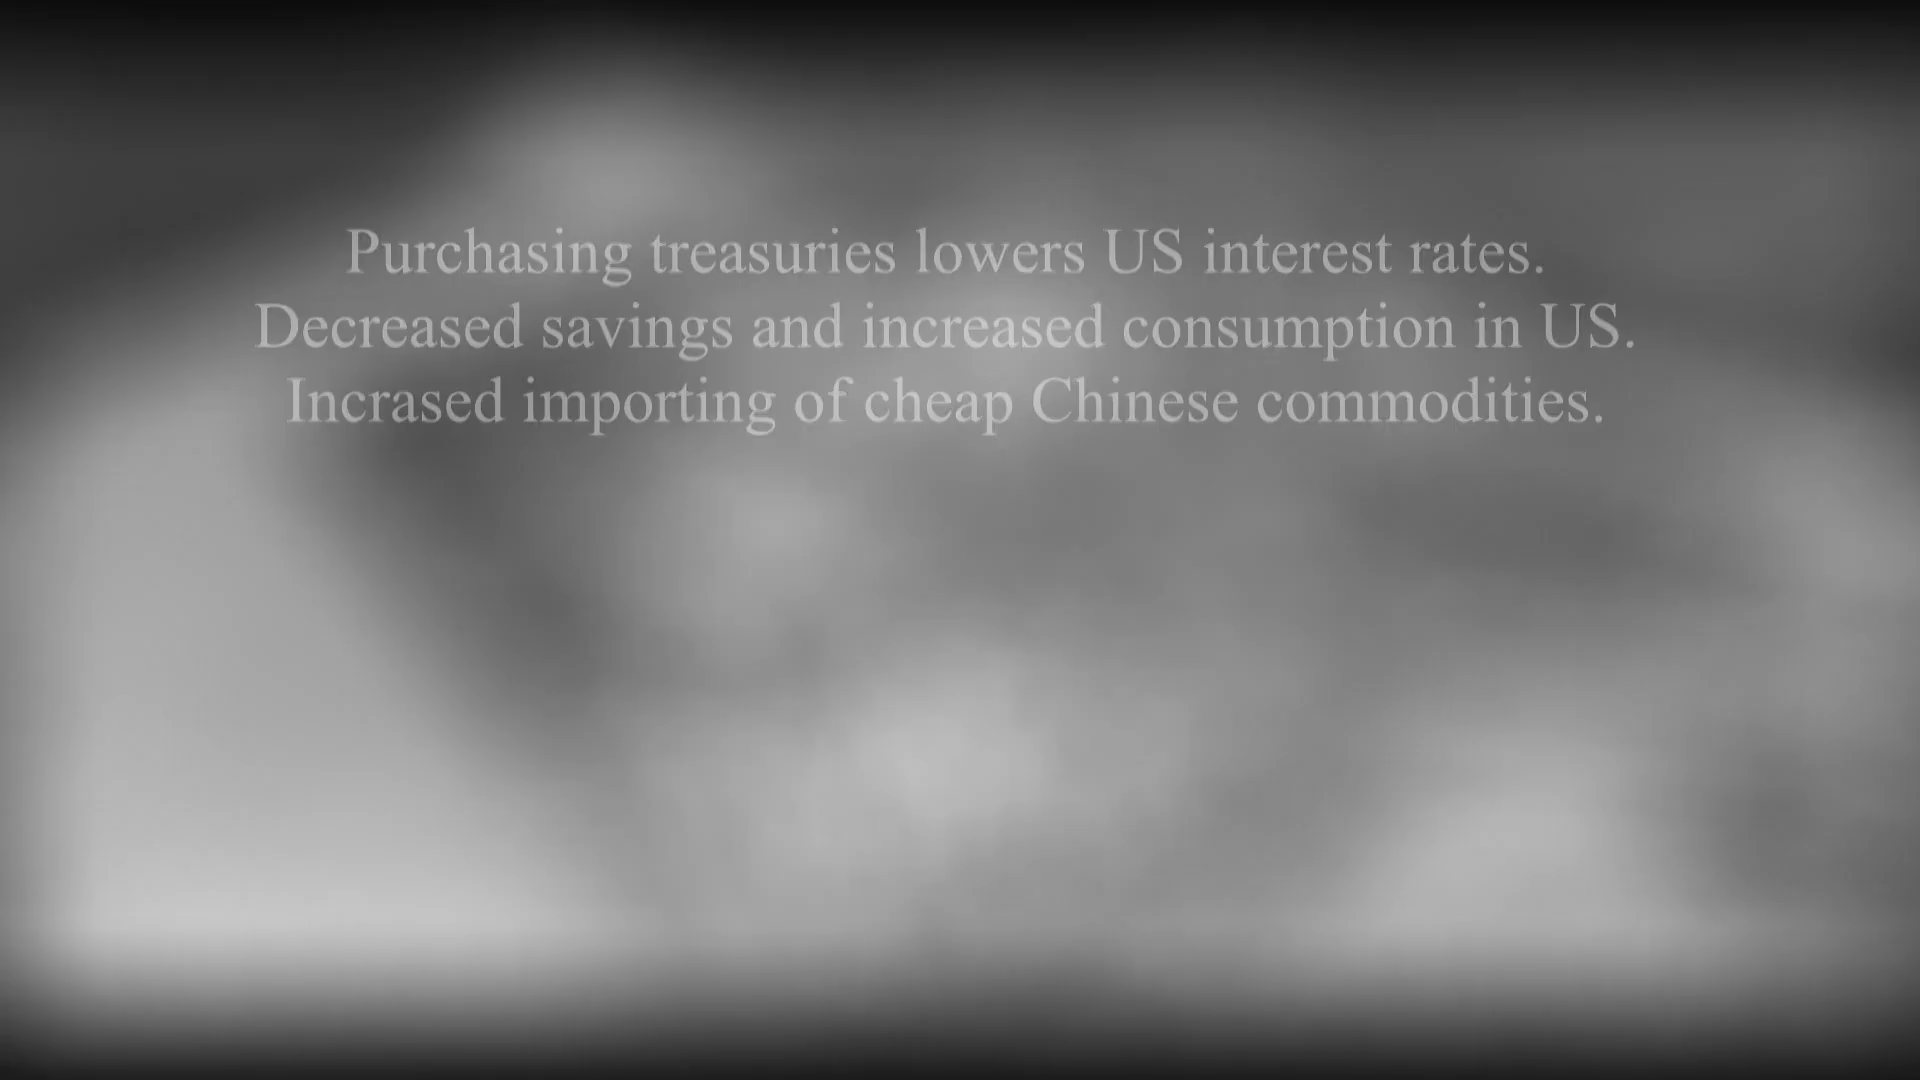 Purchasing treasuries lowers US interest rates.
Decreased savings and increased consumption in US.
Incrased importing of cheap Chinese commodities.